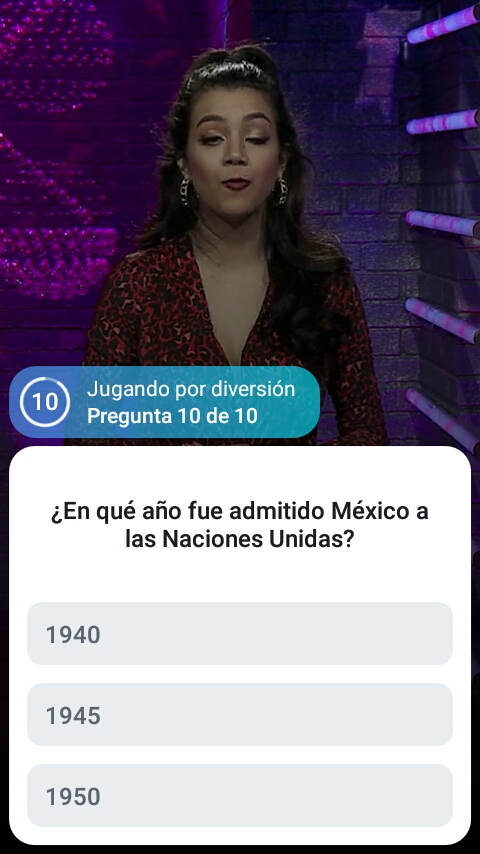 10
Jugando por diversión
Pregunta 10 de 10
¿En qué año fue admitido México a
las Naciones Unidas?
1940
1945
1950